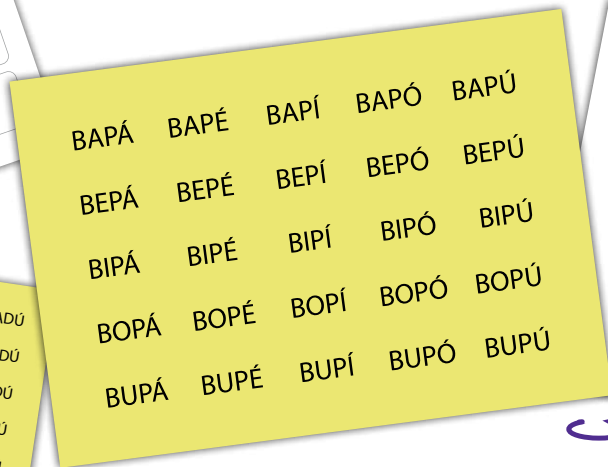 BAPÁ BAPÉ BAPÍ BAPÓ BAPÚ
BEPÁ BEPÉ BEPÍ BEPÓ BEPÚ
BIPÁ BIPÉ BIPÍ BIPÓ BIPÚ
BOPÁ BOPÉ BOPÍ BOPÓ BOPÚ
BUPÁ BUPÉ BUPÍ BUPÓ BUPÚ